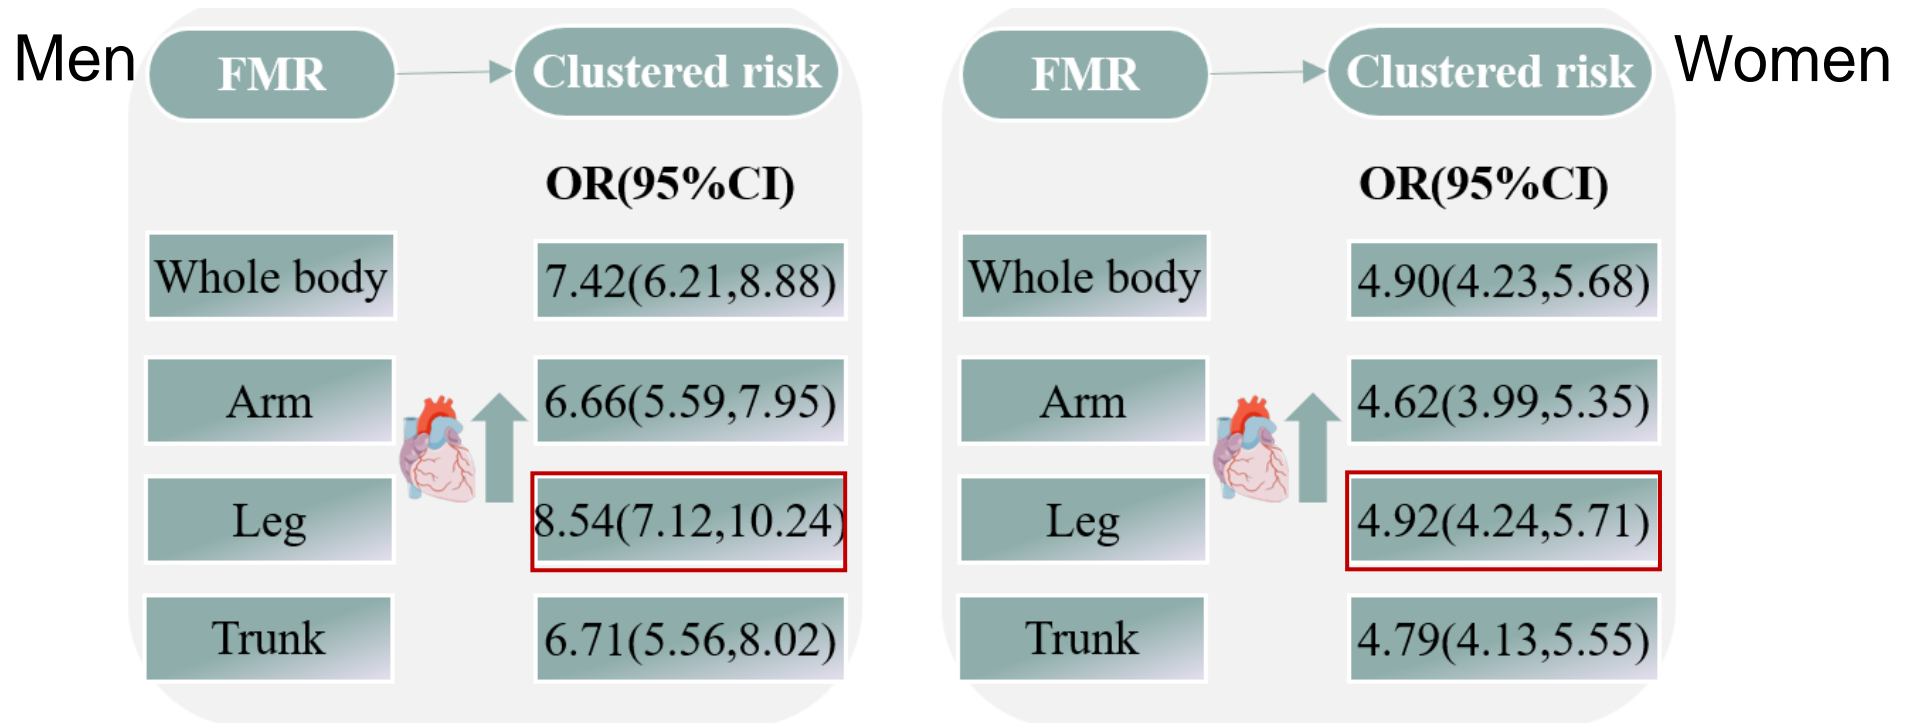 Men
FMR
Clustered risk
OR(95%CI)
Whole body
7.42(6.21,8.88)
Arm
6.66(5.59,7.95)
Leg
8.54(7.12,10.24)
Trunk
6.71(5.56,8.02)
Women
FMR
Clustered risk
OR(95%CI)
Whole body
4.90(4.23,5.68)
Arm
4.62(3.99,5.35)
Leg
4.92(4.24,5.71)
Trunk
4.79(4.13,5.55)